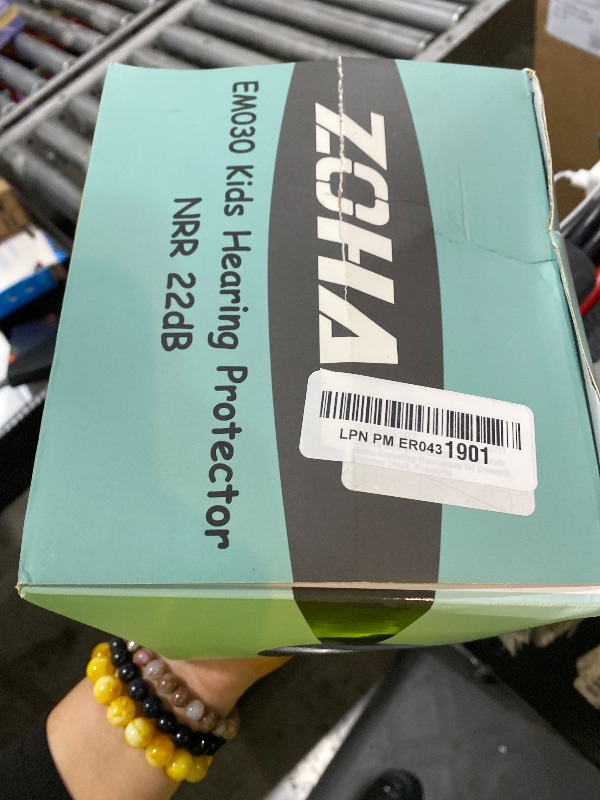 ZOHA
EM030 Kids Hearing Protector
NRR 22dB
LPN PM ER0431901